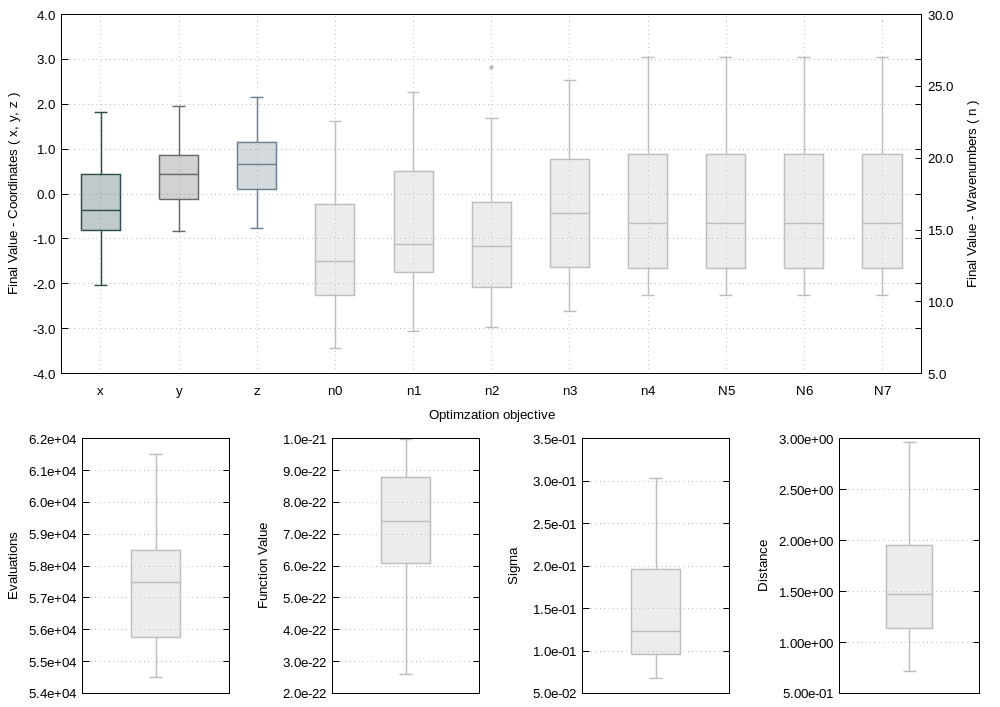 4.0
3.0
2.0
1.0
0.0
-1.0
-2.0
-3.0
-4.0
Final Value - Coordinates ( x, y, z )
30.0
25.0
20.0
15.0
10.0
5.0
Final Value - Wavenumbers ( n )
x y z n0 n1 n2 n3 n4 N5 N6 N7
Optimzation objective
6.2e+04
6.1e+04
6.0e+04
5.9e+04
5.8e+04
5.7e+04
5.6e+04
5.5e+04
5.4e+04
Evaluations
1.0e-21
9.0e-22
8.0e-22
7.0e-22
6.0e-22
5.0e-22
4.0e-22
3.0e-22
2.0e-22
Function Value
3.5e-01
3.0e-01
2.5e-01
2.0e-01
1.5e-01
1.0e-01
5.0e-02
Sigma
3.00e+00
2.50e+00
2.00e+00
1.50e+00
1.00e+00
5.00e-01
Distance